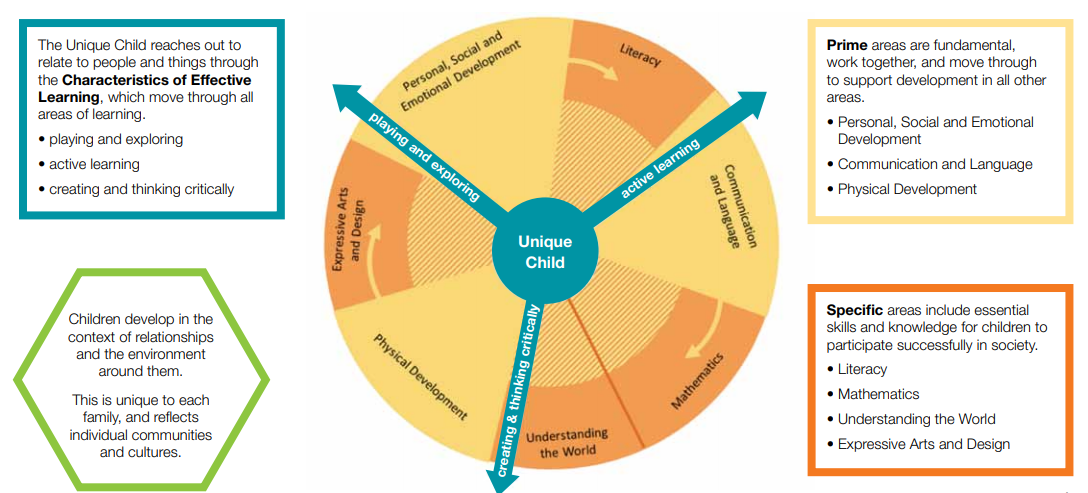 The Unique Child reaches out to
relate to people and things through
the Characteristics of Effective
Learning, which move through all
areas of learning.
• playing and exploring
• active learning
• creating and thinking critically
Children develop in the
context of relationships
and the environment
around them.
This is unique to each
family, and reflects
individual communities
and cultures.
Personal, Social and
Emotional Development
Literacy
playing and exploring
active learning
Communication
and Language
Expressive Arts
and Design
Unique
Child
creating & thinking critically
Physical Development
Mathematics
Understanding
the World
Prime areas are fundamental,
work together, and move through
to support development in all other
areas.
• Personal, Social and Emotional
Development
• Communication and Language
• Physical Development
Specific areas include essential
skills and knowledge for children to
participate successfully in society.
• Literacy
• Mathematics
• Understanding the World
• Expressive Arts and Design